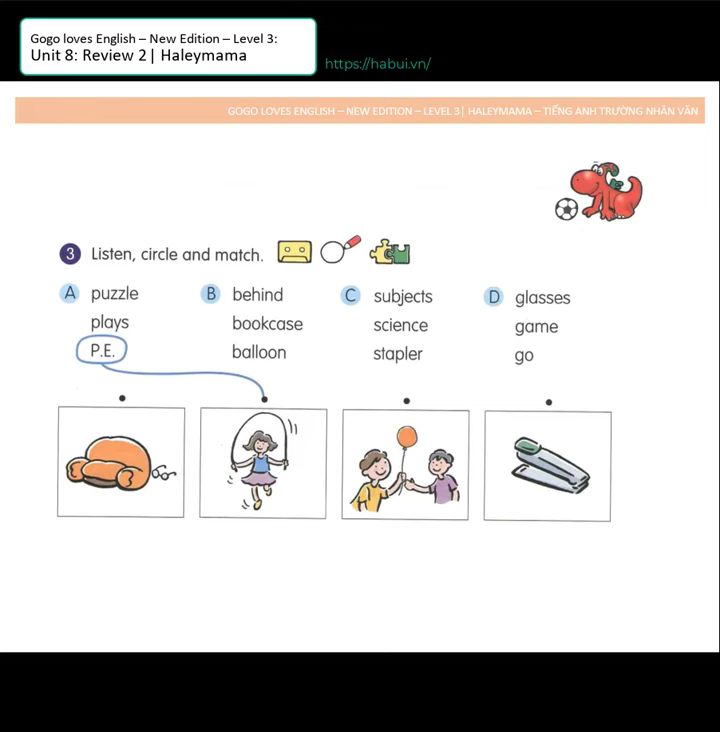 Gogo loves English – New Edition – Level 3:
Unit 8: Review 2| Haleymama
https://habui.vn/
GOGO LOVES ENGLISH – NEW EDITION – LEVEL 3| HALEYMAMA – TIẾNG ANH TRƯỜNG NHÂN VĂN
3 Listen, circle and match.
A puzzle
plays
P.E.
B behind
bookcase
balloon
C subjects
science
stapler
D glasses
game
go